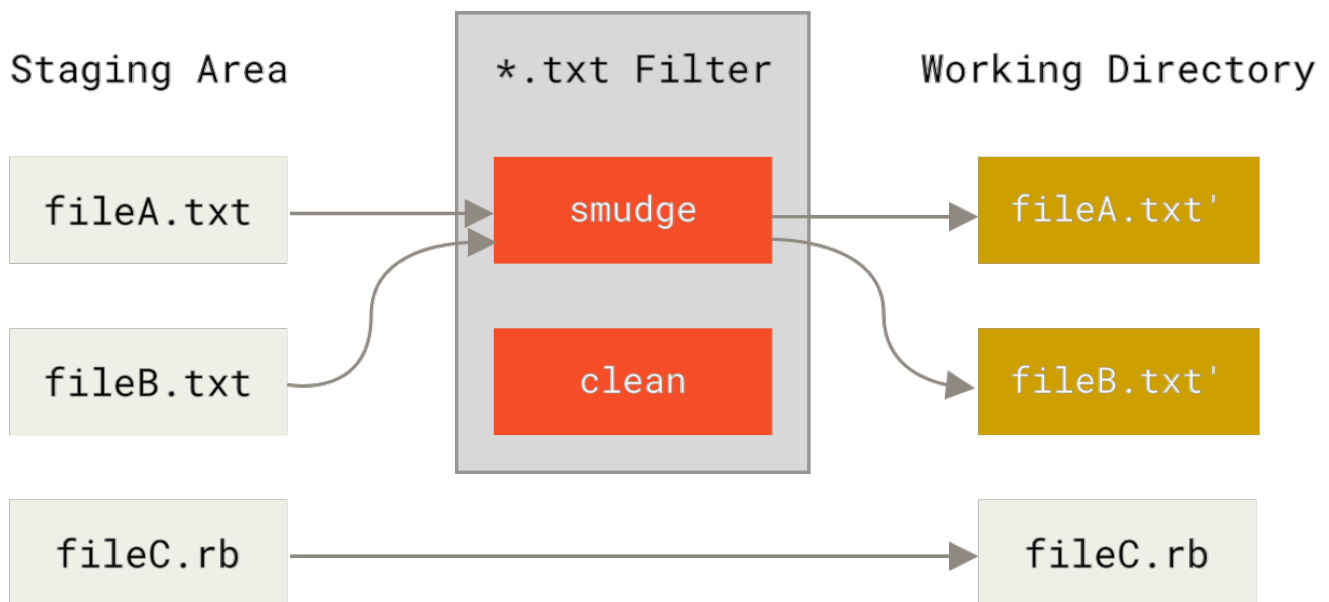 Staging Area
*.txt Filter
Working Directory
fileA.txt
smudge
fileA.txt'
fileB.txt
clean
fileB.txt'
fileC.rb
fileC.rb